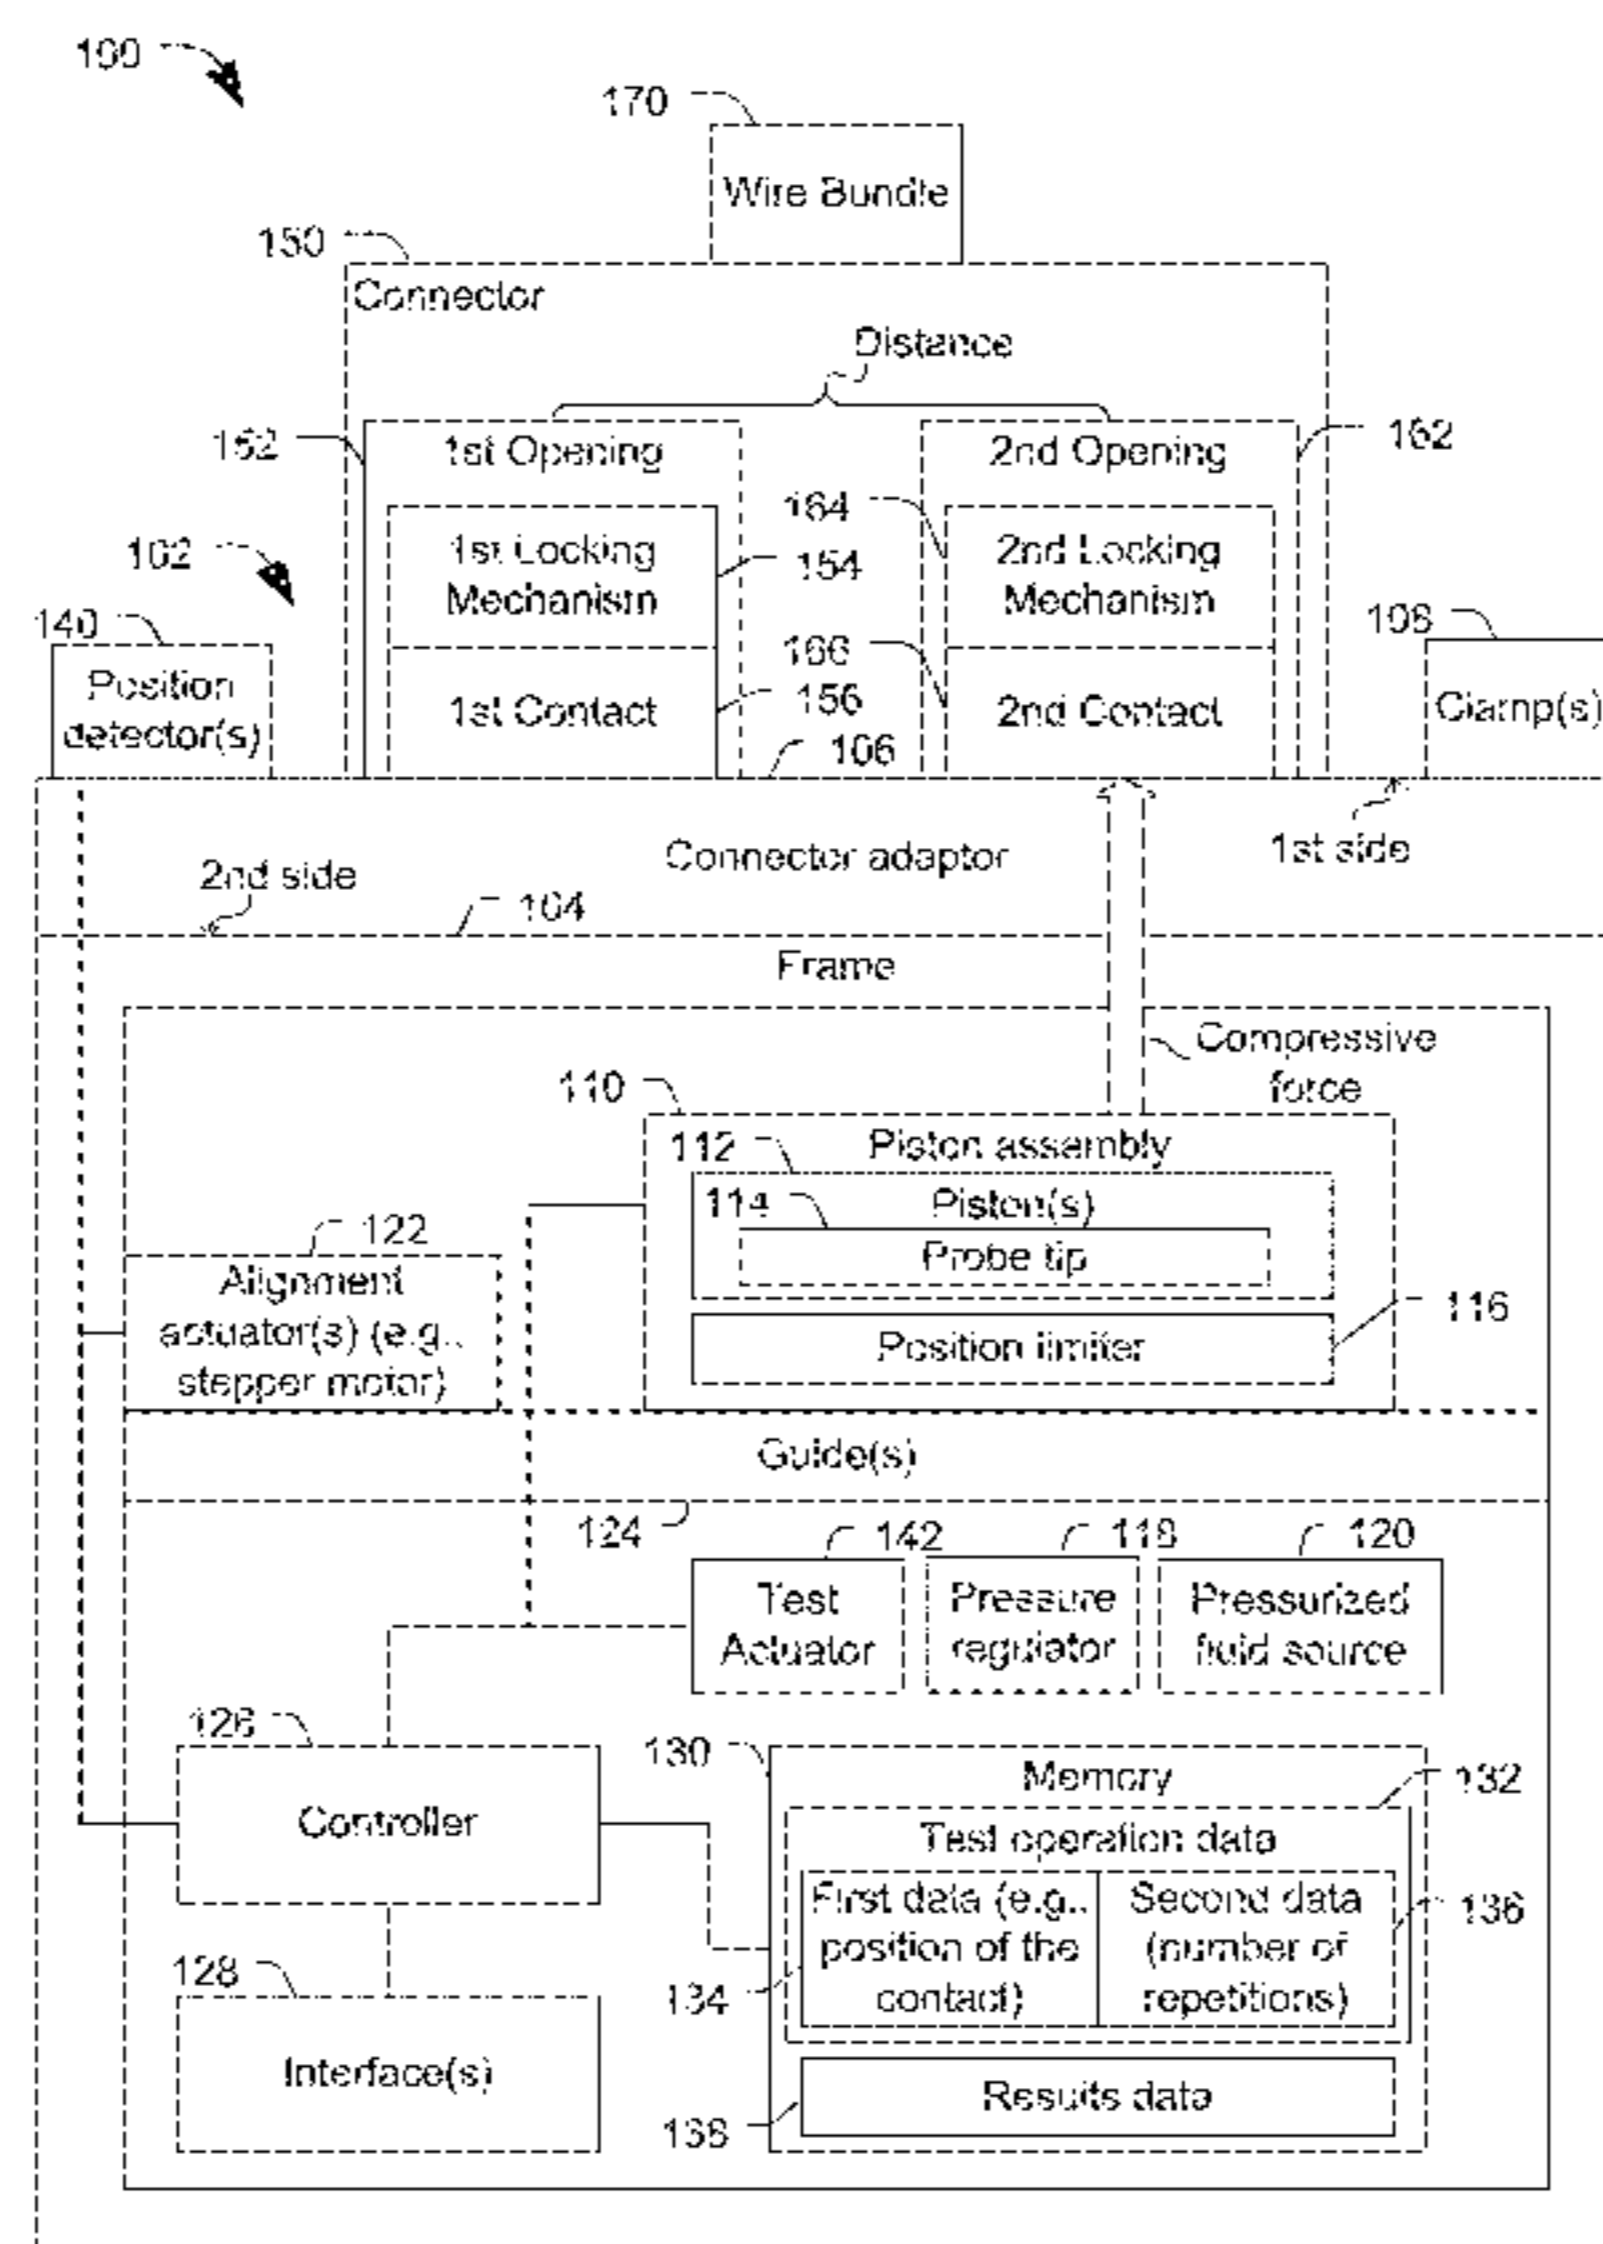 100
170
Wire Bundle
150
Connector
Distance
152
1st Opening
2nd Opening
162
164
1st Locking
Mechanism
154
2nd Locking
Mechanism
102
140
Position
detector(s)
166
1st Contact
156
2nd Contact
108
Clamp(s)
106
Connector adaptor
1st side
2nd side
104
Frame
Compressive
force
110
Piston assembly
112
Piston(s)
114
Probe tip
122
Alignment
actuator(s) (e.g.,
stepper motor)
116
Position limiter
Guide(s)
124
142
118
120
Test
Actuator
Pressure
regulator
Pressurized
fluid source
126
Controller
130
Memory
132
Test operation data
First data (e.g.,
position of the
contact)
Second data
(number of
repetitions)
136
134
128
Interface(s)
Results data
138